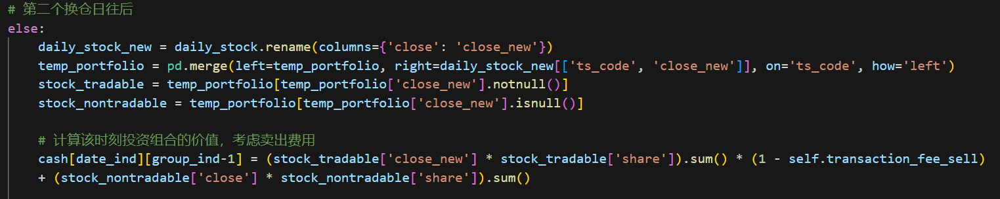 # 第二个换仓日往后
else:
daily_stock_new = daily_stock.rename(columns={'close': 'close_new'})
temp_portfolio = pd.merge(left=temp_portfolio, right=daily_stock_new[['ts_code', 'close_new']], on='ts_code', how='left')
stock_tradable = temp_portfolio[temp_portfolio['close_new'].notnull()]
stock_nontradable = temp_portfolio[temp_portfolio['close_new'].isnull()]
# 计算该时刻投资组合的价值，考虑卖出费用
cash[date_ind][group_ind-1] = (stock_tradable['close_new'] * stock_tradable['share']).sum() * (1 - self.transaction_fee_sell)
+ (stock_nontradable['close'] * stock_nontradable['share']).sum()